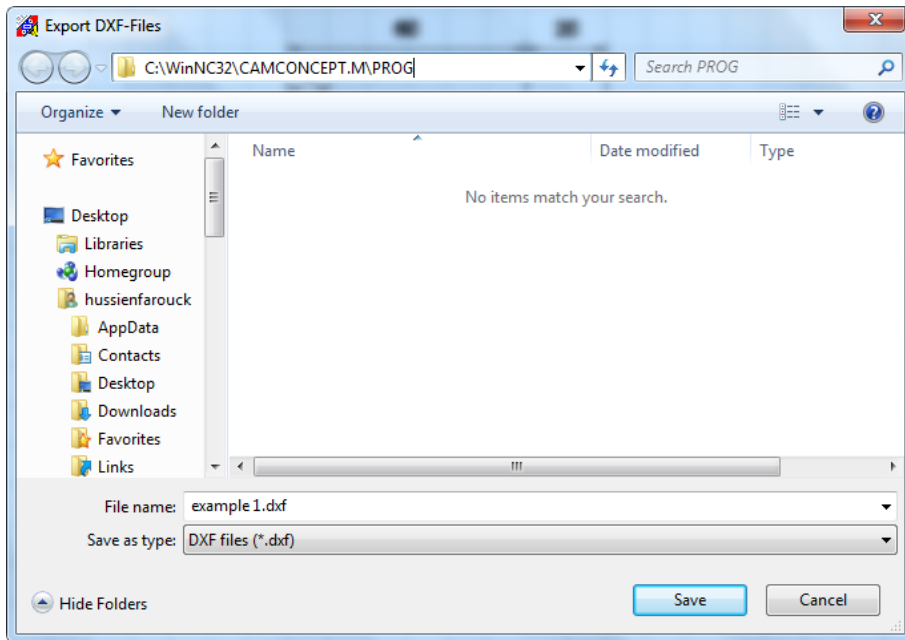 Export DXF-Files
C:\WinNC32\CAMCONCEPT.M\PROG Search PROG
Organize New folder
Favorites Name Date modified Type
No items match your search.
Desktop
Libraries
Homegroup
hussienfarouck
AppData
Contacts
Desktop
Downloads
Favorites
Links
File name: example 1.dxf
Save as type: DXF files (*.dxf)
Hide Folders Save Cancel